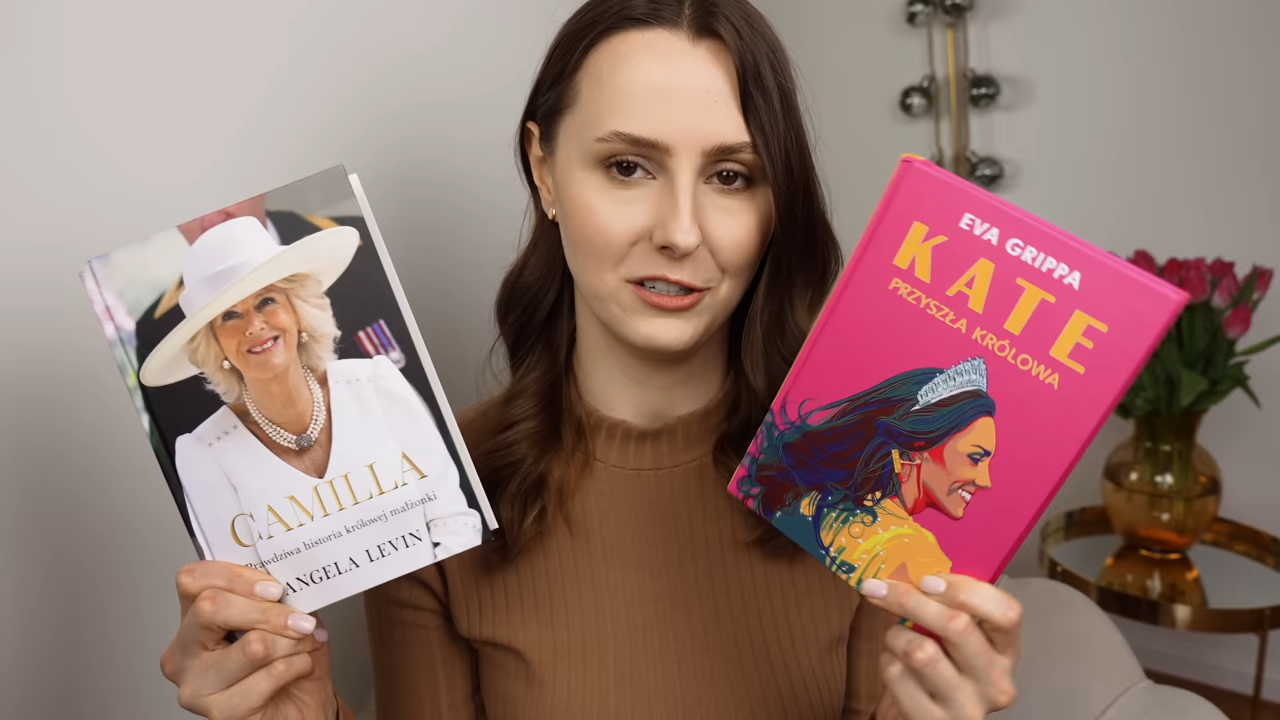 CAMILLA
Prawdziwa historia królowej małżonki
ANGELA LEVIN
EVA GRIPPA
KATE
PRZYSZŁA KRÓLOWA